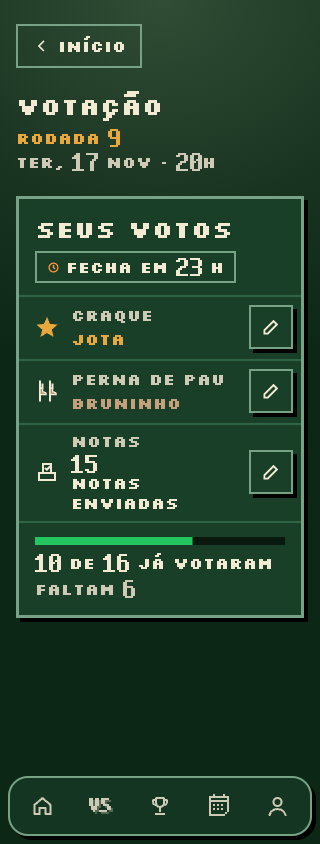 INÍCIO
VOTAÇÃO
RODADA 9
TER, 17 NOV · 20H
SEUS VOTOS
FECHA EM 23 H
CRAQUE
JOTA
PERNA DE PAU
BRUNINHO
NOTAS
15
NOTAS
ENVIADAS
10 DE 16 JÁ VOTARAM
FALTAM 6
VS